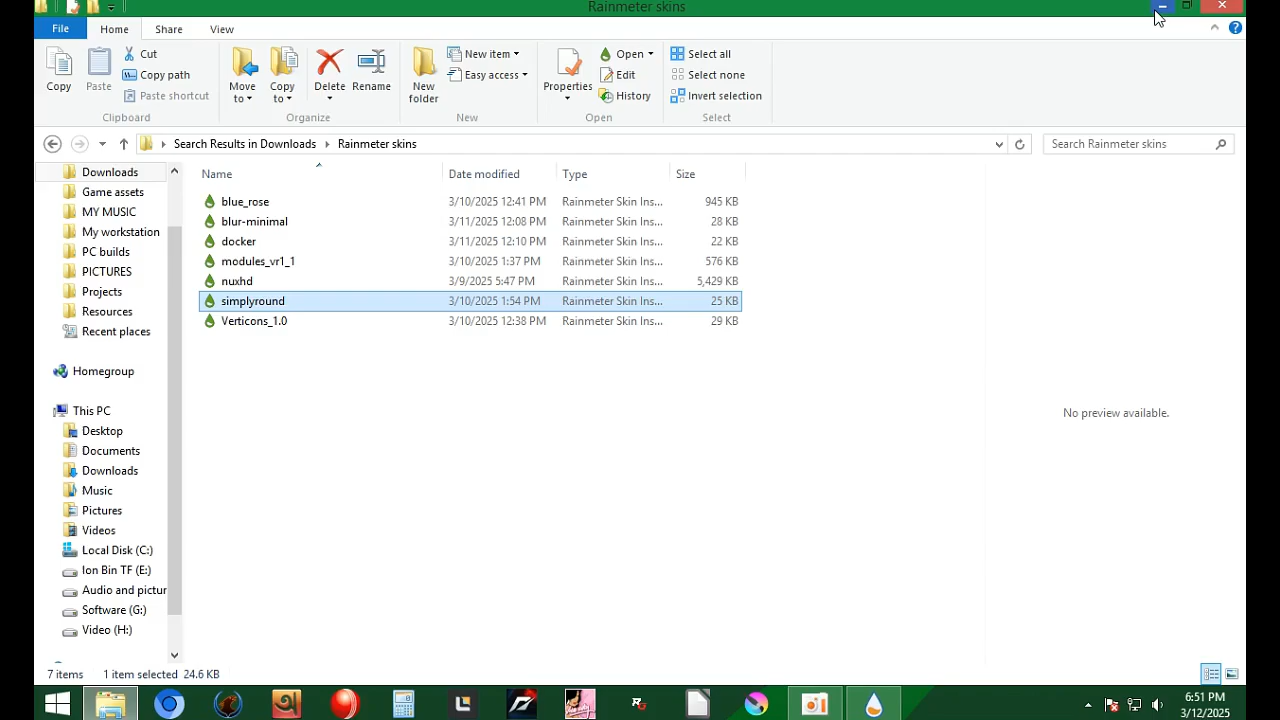 Rainmeter skins
File Home Share View
Copy Paste Cut Copy path Paste shortcut
Clipboard
Move to Copy to Delete Rename
Organize
New folder New item Easy access
New
Properties Open Edit History
Open
Select all Select none Invert selection
Select
Search Results in Downloads Rainmeter skins Search Rainmeter skins
Downloads
Game assets
MY MUSIC
My workstation
PC builds
PICTURES
Projects
Resources
Recent places
Homegroup
This PC
Desktop
Documents
Downloads
Music
Pictures
Videos
Local Disk (C:)
Ion Bin TF (E:)
Audio and pictur
Software (G:)
Video (H:)
Name Date modified Type Size
blue_rose 3/10/2025 12:41 PM Rainmeter Skin Ins... 945 KB
blur-minimal 3/11/2025 12:08 PM Rainmeter Skin Ins... 28 KB
docker 3/11/2025 12:10 PM Rainmeter Skin Ins... 22 KB
modules_vr1_1 3/10/2025 1:37 PM Rainmeter Skin Ins... 576 KB
nuxhd 3/9/2025 5:47 PM Rainmeter Skin Ins... 5,429 KB
simplyround 3/10/2025 1:54 PM Rainmeter Skin Ins... 25 KB
Verticons_1.0 3/10/2025 12:38 PM Rainmeter Skin Ins... 29 KB
No preview available.
7 items 1 item selected 24.6 KB
6:51 PM
3/12/2025